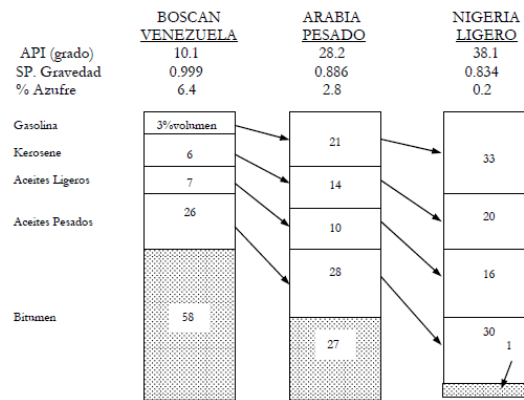 BOSCAN ARABIA NIGERIA
VENEZUELA PESADO LIGERO
API (grado) 10.1 28.2 38.1
SP. Gravedad 0.999 0.886 0.834
% Azufre 6.4 2.8 0.2
Gasolina 3%volumen 21 33
Kerosene 6 14 20
Aceites Ligeros 7 10 16
Aceites Pesados 26 28 30
Bitumen 58 27 1